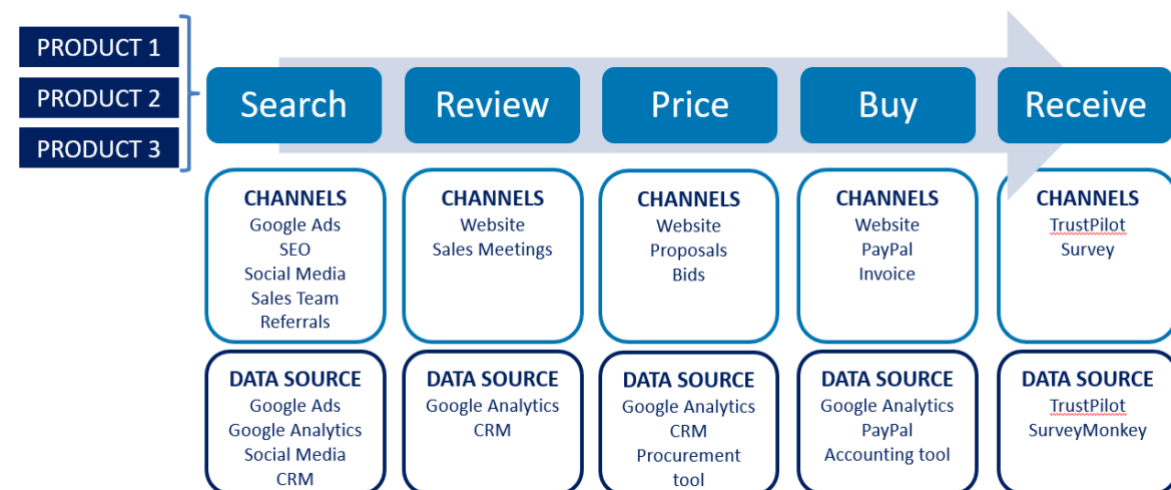 PRODUCT 1
PRODUCT 2
PRODUCT 3
Search
Review
Price
Buy
Receive
CHANNELS
Google Ads
SEO
Social Media
Sales Team
Referrals
CHANNELS
Website
Sales Meetings
CHANNELS
Website
Proposals
Bids
CHANNELS
Website
PayPal
Invoice
CHANNELS
TrustPilot
Survey
DATA SOURCE
Google Ads
Google Analytics
Social Media
CRM
DATA SOURCE
Google Analytics
CRM
DATA SOURCE
Google Analytics
CRM
Procurement
tool
DATA SOURCE
Google Analytics
PayPal
Accounting tool
DATA SOURCE
TrustPilot
SurveyMonkey